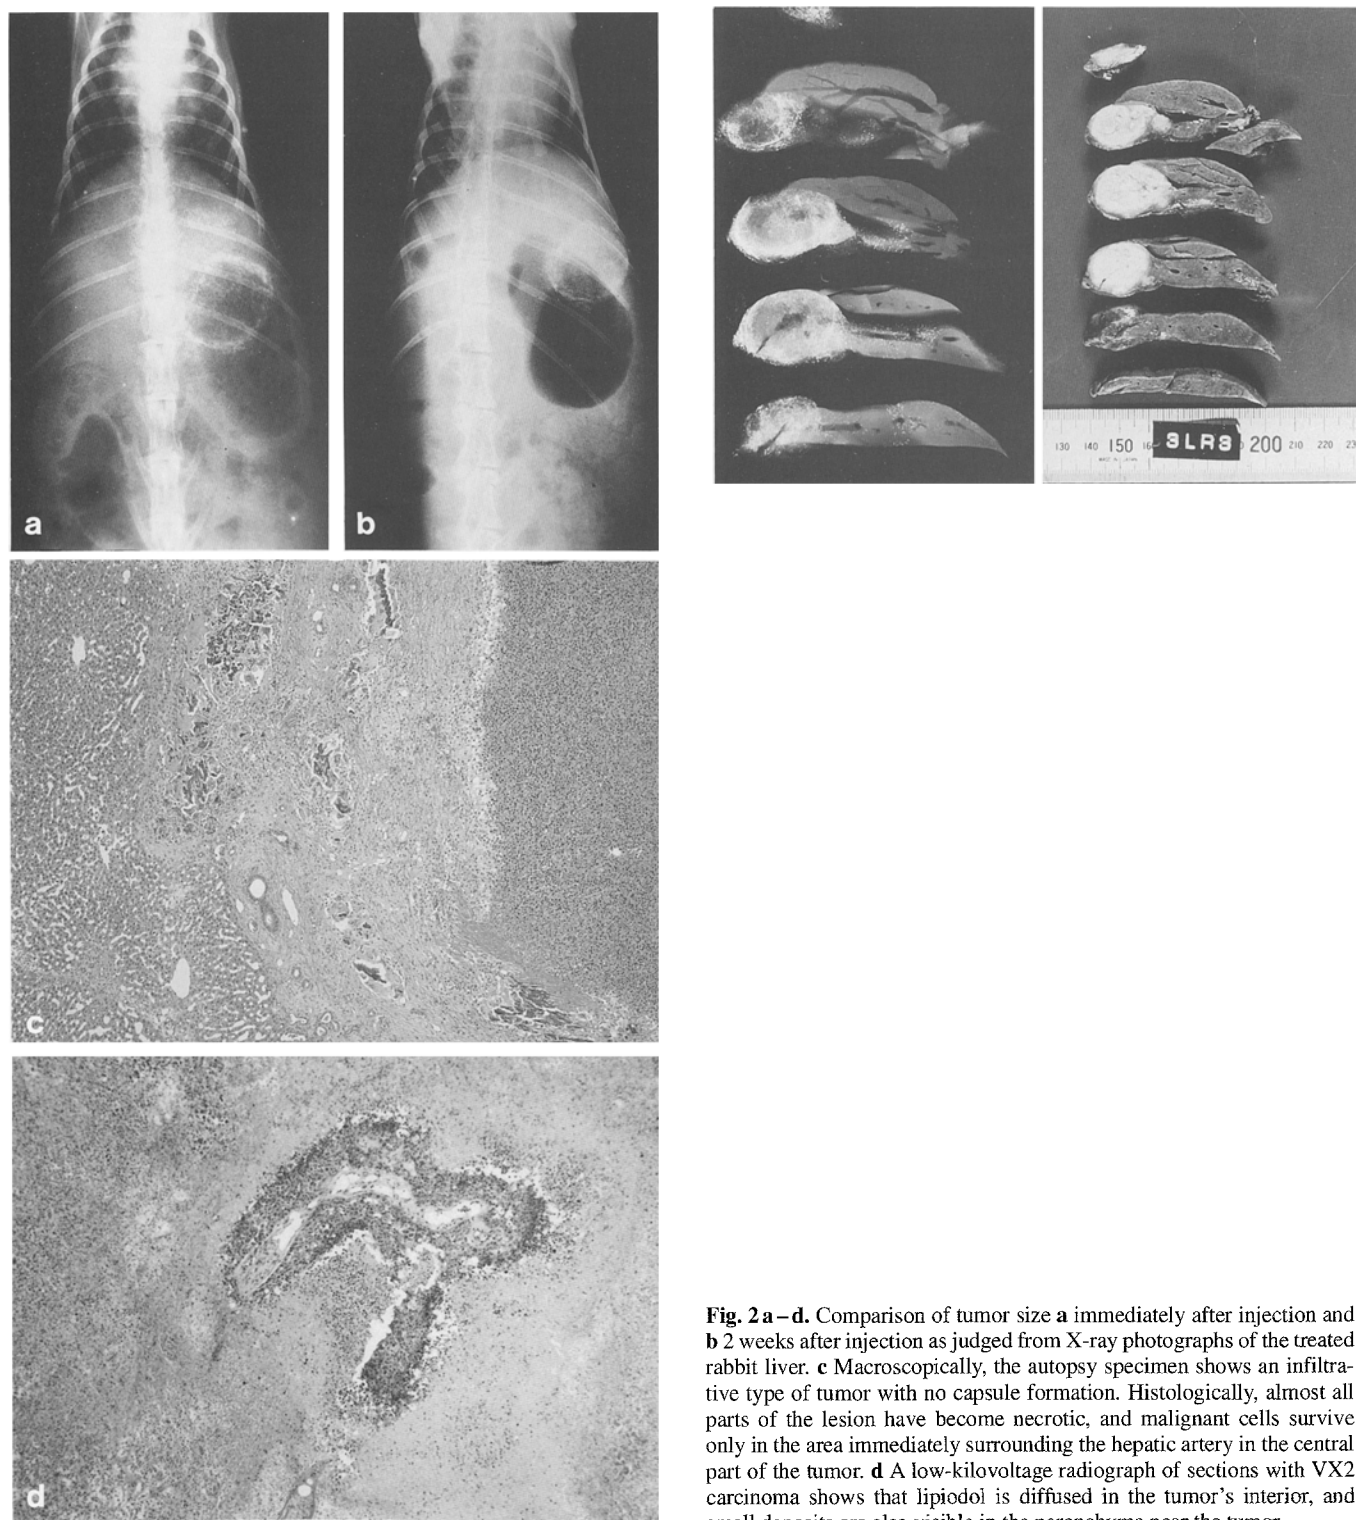 a
b
130 140 150 SLR3 200 210 220
c
d
Fig. 2 a – d. Comparison of tumor size a immediately after injection and
b 2 weeks after injection as judged from X-ray photographs of the treated
rabbit liver. c Macroscopically, the autopsy specimen shows an infiltra-
tive type of tumor with no capsule formation. Histologically, almost all
parts of the lesion have become necrotic, and malignant cells survive
only in the area immediately surrounding the hepatic artery in the central
part of the tumor. d A low-kilovoltage radiograph of sections with VX2
carcinoma shows that lipiodol is diffused in the tumor's interior, and